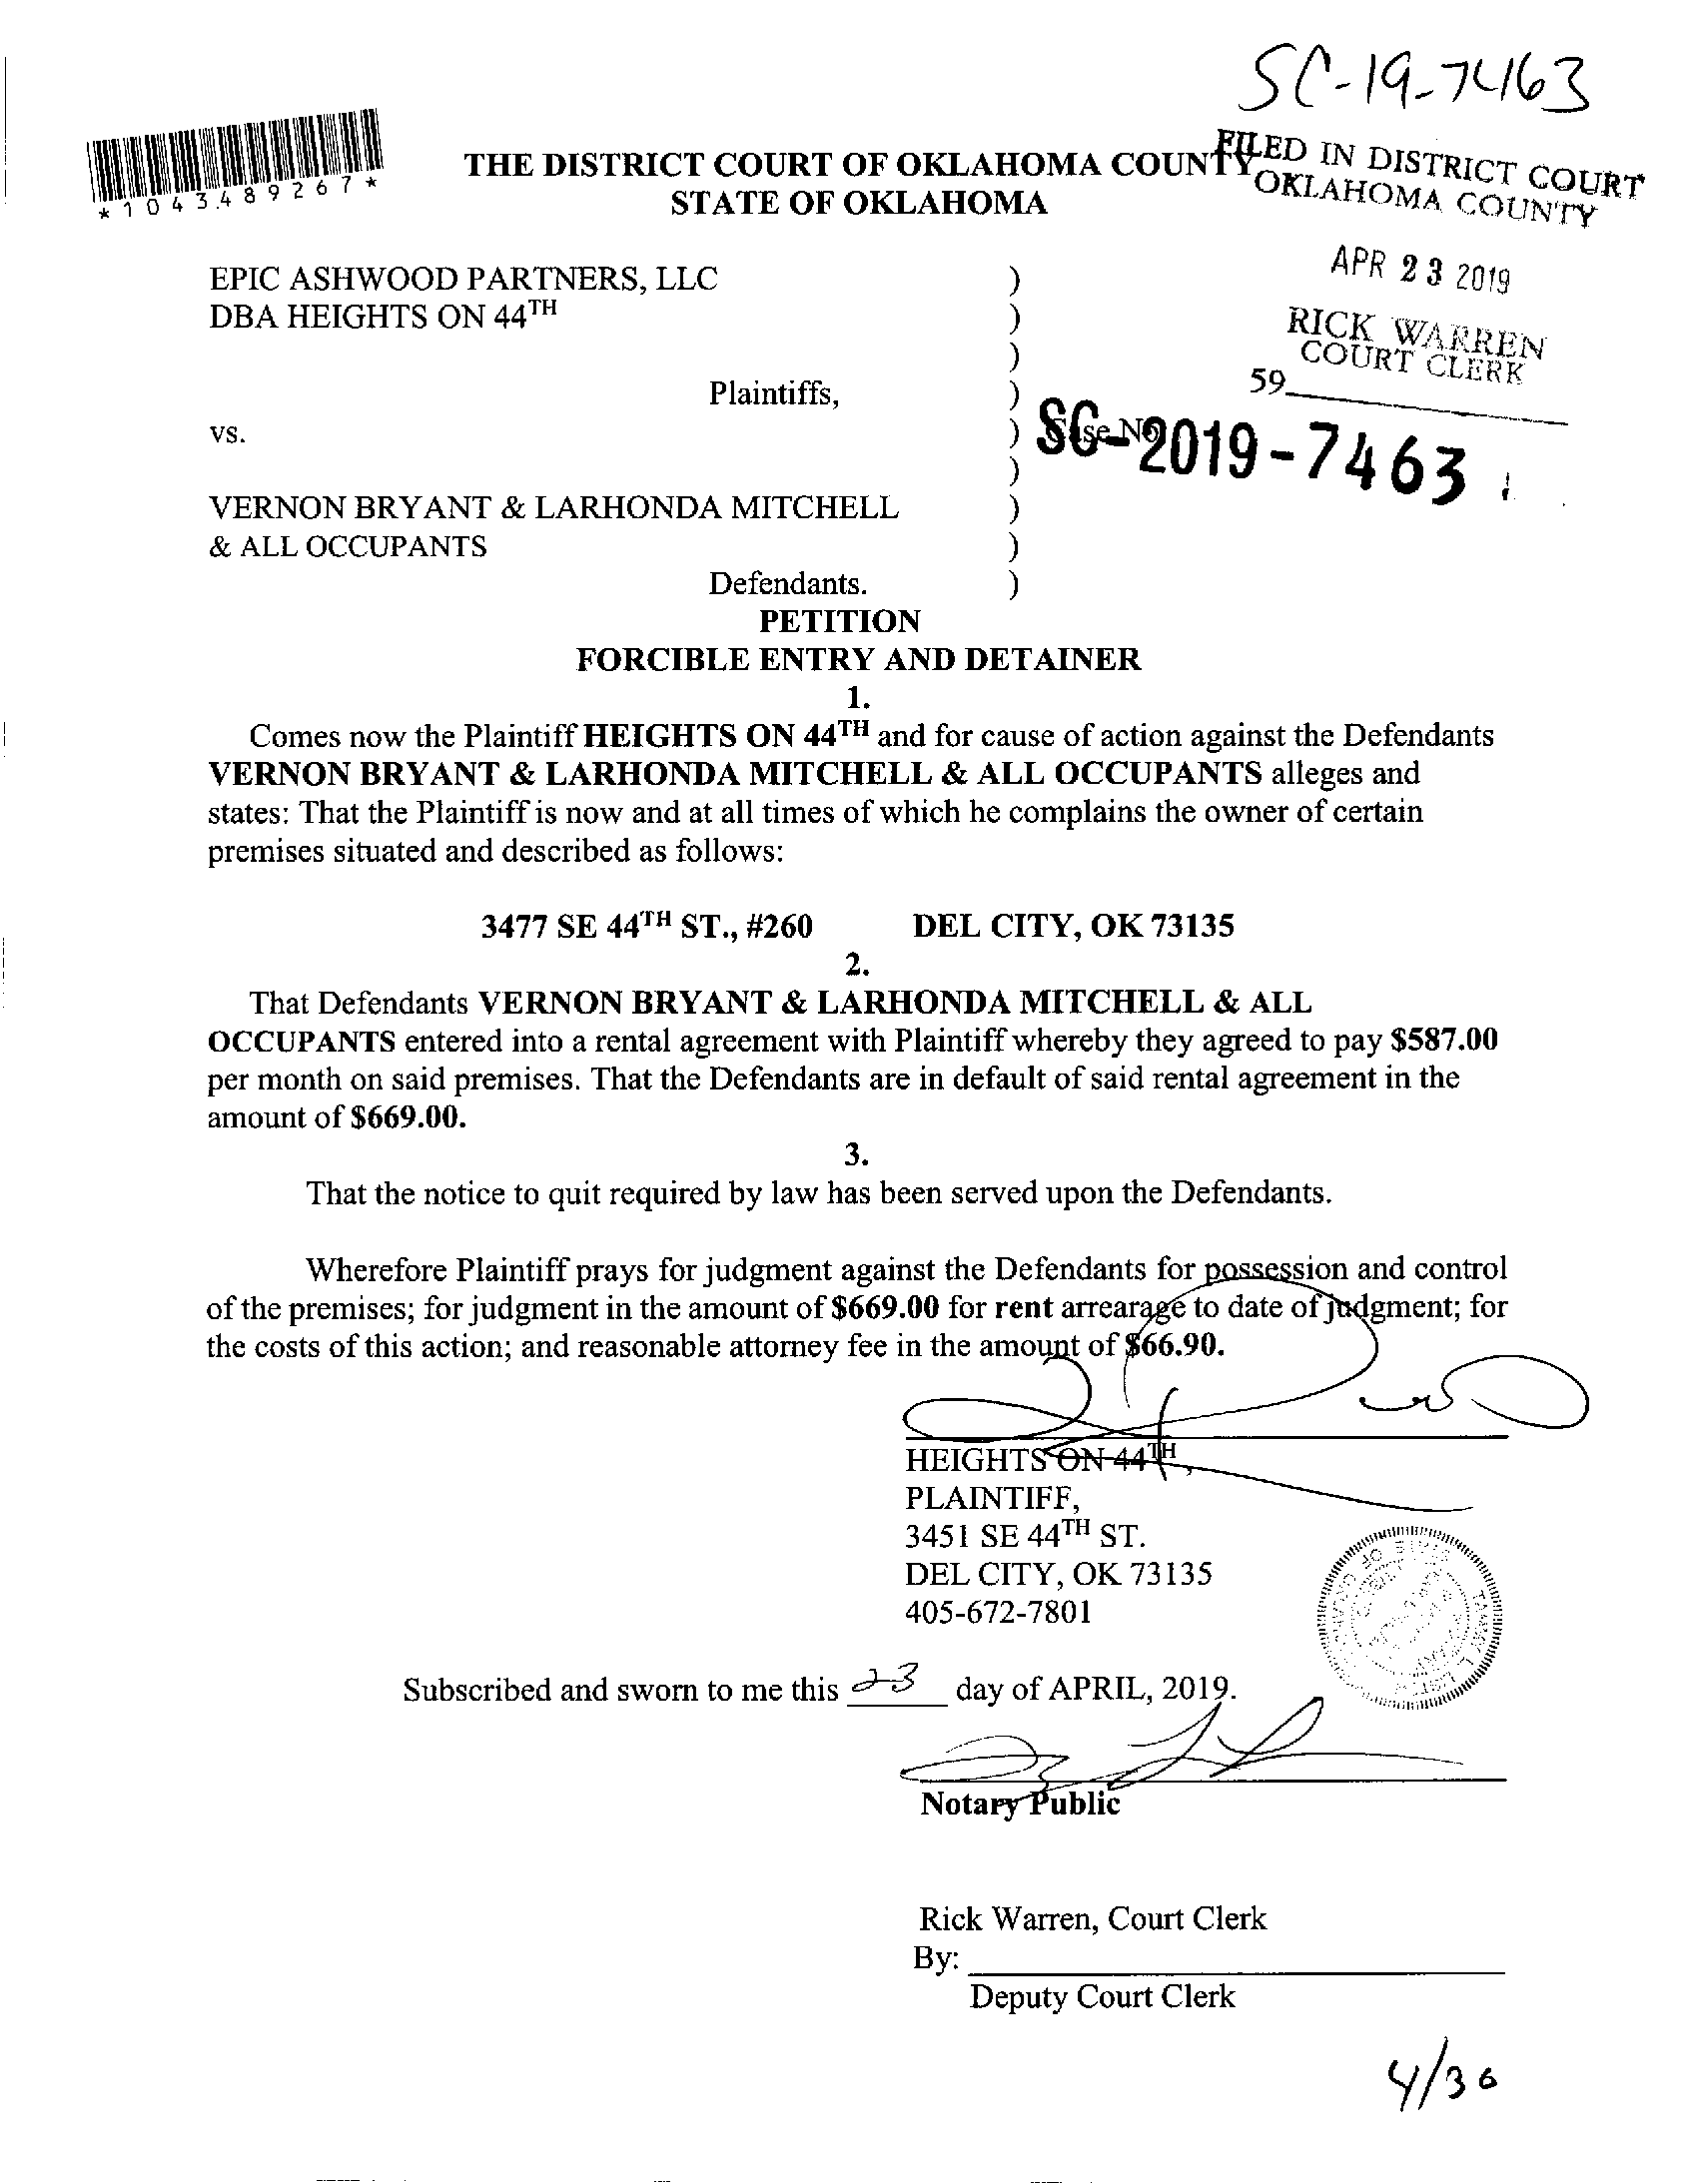 SC-19-7463
*1043489267*
THE DISTRICT COURT OF OKLAHOMA COUNTY
STATE OF OKLAHOMA
FILED IN DISTRICT COURT
OKLAHOMA COUNTY
APR 23 2019
RICK WARREN
COURT CLERK
59
EPIC ASHWOOD PARTNERS, LLC )
DBA HEIGHTS ON 44TH )
)
Plaintiffs, )
vs. ) Case No
SC-2019-7463
)
VERNON BRYANT & LARHONDA MITCHELL )
& ALL OCCUPANTS )
Defendants. )
PETITION
FORCIBLE ENTRY AND DETAINER
1.
Comes now the Plaintiff HEIGHTS ON 44TH and for cause of action against the Defendants
VERNON BRYANT & LARHONDA MITCHELL & ALL OCCUPANTS alleges and
states: That the Plaintiff is now and at all times of which he complains the owner of certain
premises situated and described as follows:
3477 SE 44TH ST., #260 DEL CITY, OK 73135
2.
That Defendants VERNON BRYANT & LARHONDA MITCHELL & ALL
OCCUPANTS entered into a rental agreement with Plaintiff whereby they agreed to pay $587.00
per month on said premises. That the Defendants are in default of said rental agreement in the
amount of $669.00.
3.
That the notice to quit required by law has been served upon the Defendants.
Wherefore Plaintiff prays for judgment against the Defendants for possession and control
of the premises; for judgment in the amount of $669.00 for rent arrearage to date of judgment; for
the costs of this action; and reasonable attorney fee in the amount of $66.90.
HEIGHTS ON 44TH,
PLAINTIFF,
3451 SE 44TH ST.
DEL CITY, OK 73135
405-672-7801
STATE OF
Subscribed and sworn to me this 23 day of APRIL, 2019.
Notary Public
Rick Warren, Court Clerk
By:
Deputy Court Clerk
4/30